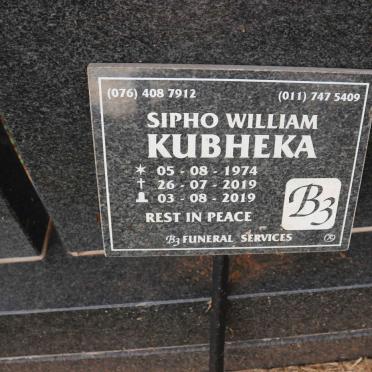 (076) 408 7912 (011) 747 5409
SIPHO WILLIAM
KUBHEKA
✶ 05 - 08 - 1974
✝ 26 - 07 - 2019
03 - 08 - 2019
REST IN PEACE
B3
B3 FUNERAL SERVICES